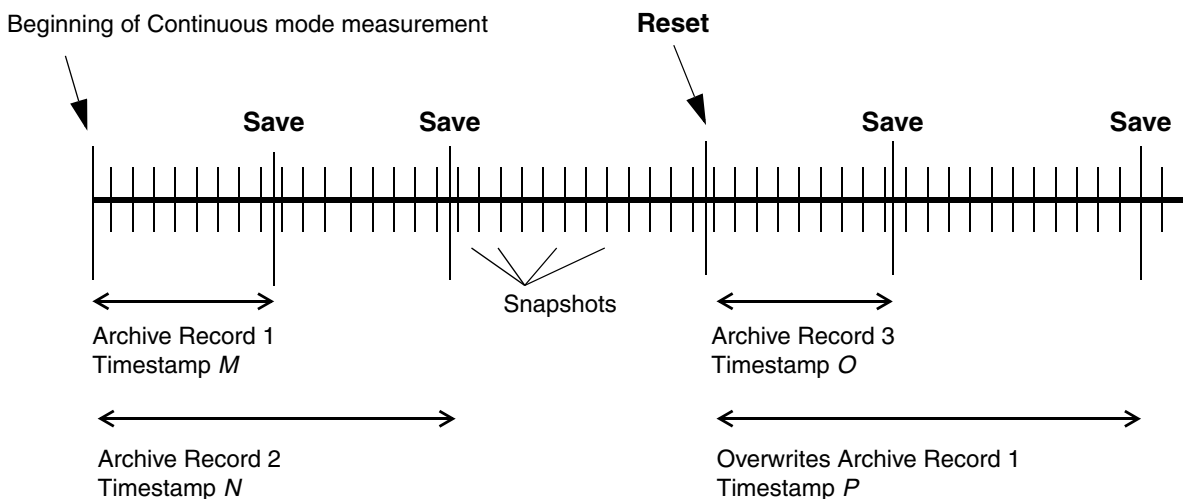 Beginning of Continuous mode measurement
Reset
Save
Save
Save
Save
Snapshots
Archive Record 1
Timestamp M
Archive Record 3
Timestamp O
Archive Record 2
Timestamp N
Overwrites Archive Record 1
Timestamp P